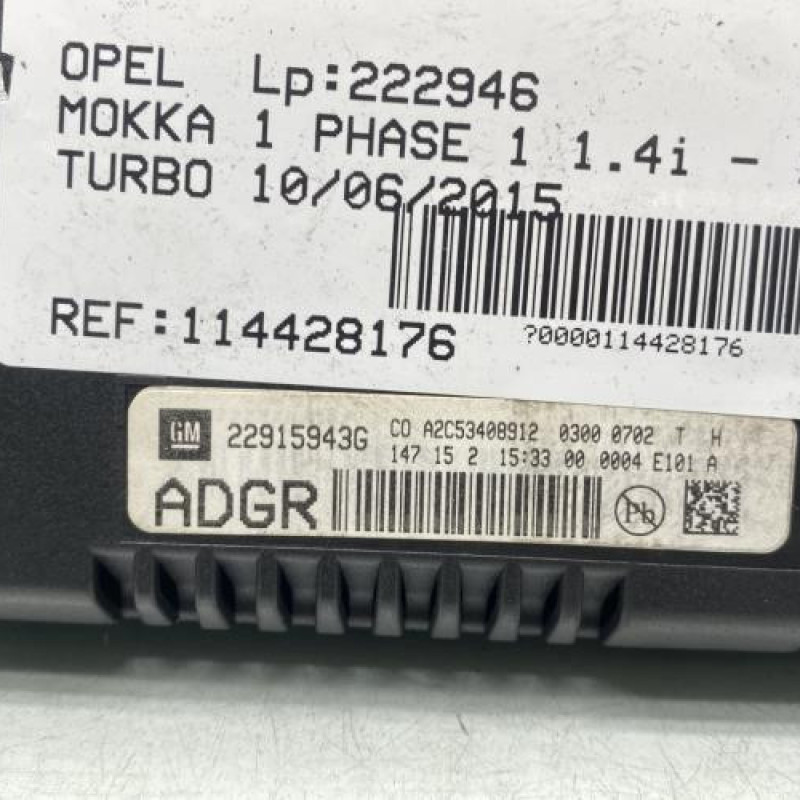 OPEL Lp:222946
MOKKA 1 PHASE 1 1.4i -
TURBO 10/06/2015
REF:114428176
?0000114428176
GM 22915943G CO A2C53408912 0300 0702 T H
147 15 2 15:33 00 0004 E101 A
ADGR
Pb